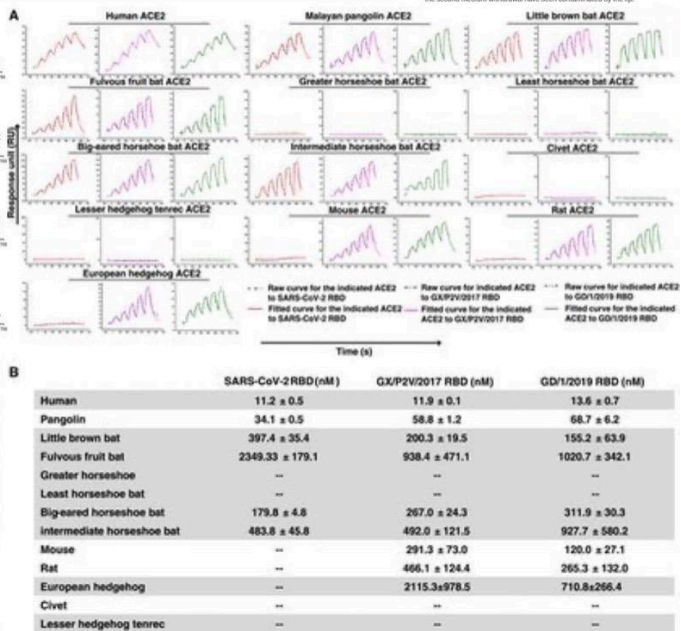 A
Human ACE2 Malayan pangolin ACE2 Little brown bat ACE2
Fulvous fruit bat ACE2 Greater horseshoe bat ACE2 Least horseshoe bat ACE2
Big-eared horsehoe bat ACE2 Intermediate horseshoe bat ACE2 Civet ACE2
Lesser hedgehog tenrec ACE2 Mouse ACE2 Rat ACE2
European hedgehog ACE2
Response unit (RU)
Raw curve for the indicated ACE2 to SARS-CoV-2 RBD
Raw curve for indicated ACE2 to GX/P2V/2017 RBD
Raw curve for indicated ACE2 to GD/1/2019 RBD
Fitted curve for the indicated ACE2 to SARS-CoV-2 RBD
Fitted curve for the indicated ACE2 to GX/P2V/2017 RBD
Fitted curve for the indicated ACE2 to GD/1/2019 RBD
Time (s)
B
SARS-CoV-2RBD(nM) GX/P2V/2017 RBD (nM) GD/1/2019 RBD (nM)
Human 11.2 ± 0.5 11.9 ± 0.1 13.6 ± 0.7
Pangolin 34.1 ± 0.5 58.8 ± 1.2 68.7 ± 6.2
Little brown bat 397.4 ± 35.4 200.3 ± 19.5 155.2 ± 63.9
Fulvous fruit bat 2349.33 ± 179.1 938.4 ± 471.1 1020.7 ± 342.1
Greater horseshoe -- -- --
Least horseshoe bat -- -- --
Big-eared horseshoe bat 179.8 ± 4.8 267.0 ± 24.3 311.9 ± 30.3
intermediate horseshoe bat 483.8 ± 45.8 492.0 ± 121.5 927.7 ± 580.2
Mouse -- 291.3 ± 73.0 120.0 ± 27.1
Rat -- 466.1 ± 124.4 265.3 ± 132.0
European hedgehog -- 2115.3±978.5 710.8±266.4
Civet -- -- --
Lesser hedgehog tenrec -- -- --